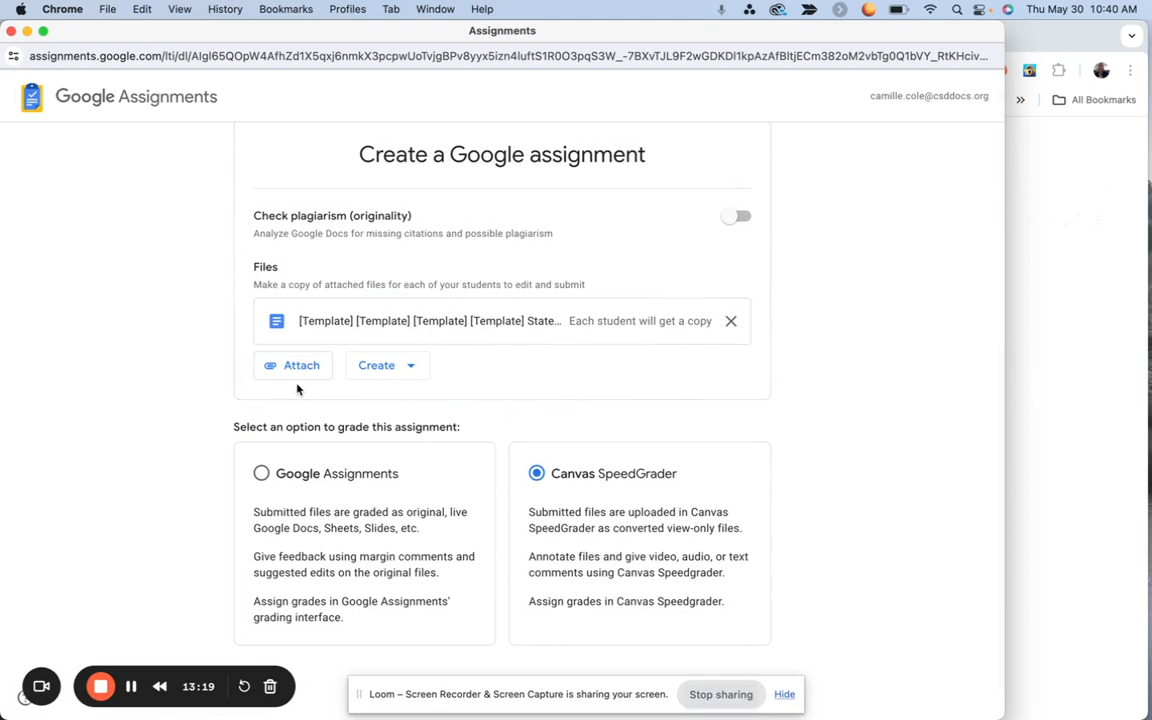 Chrome File Edit View History Bookmarks Profiles Tab Window Help Thu May 30 10:40 AM
Assignments
All Bookmarks
Google Assignments
camille.cole@csddocs.org
Create a Google assignment
Check plagiarism (originality)
Analyze Google Docs for missing citations and possible plagiarism
Files
Make a copy of attached files for each of your students to edit and submit
[Template] [Template] [Template] [Template] State... Each student will get a copy
Attach Create
Select an option to grade this assignment:
Google Assignments
Submitted files are graded as original, live
Google Docs, Sheets, Slides, etc.
Give feedback using margin comments and
suggested edits on the original files.
Assign grades in Google Assignments'
grading interface.
Canvas SpeedGrader
Submitted files are uploaded in Canvas
SpeedGrader as converted view-only files.
Annotate files and give video, audio, or text
comments using Canvas Speedgrader.
Assign grades in Canvas Speedgrader.
13:19
Loom – Screen Recorder & Screen Capture is sharing your screen. Stop sharing Hide